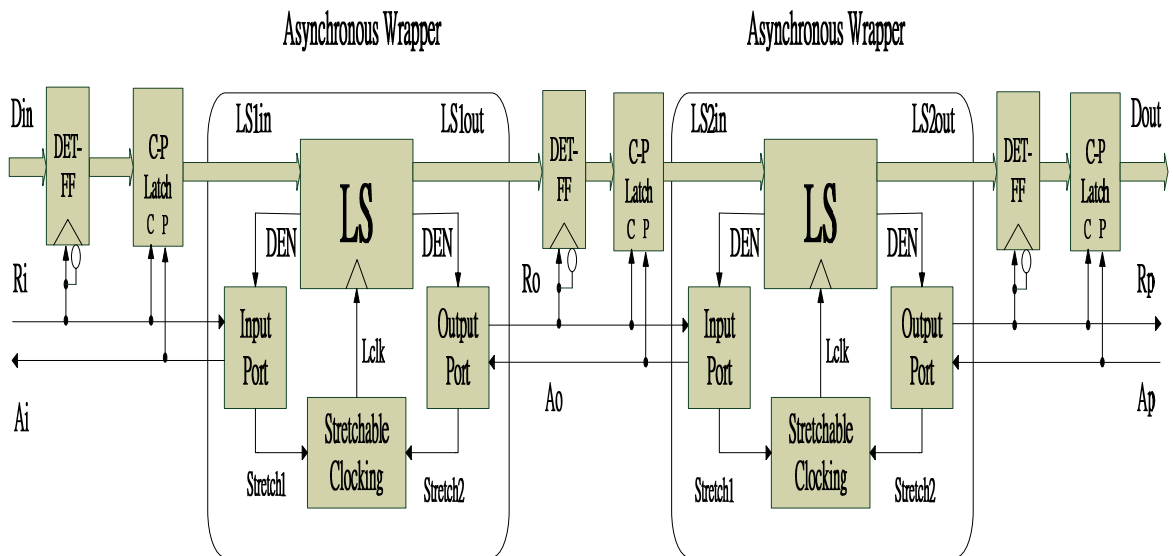 Asynchronous Wrapper
Asynchronous Wrapper
Din
DET-
FF
C-P
Latch
C P
LS1in
LS1out
LS
DEN
DEN
DET-
FF
C-P
Latch
C P
LS2in
LS2out
LS
DEN
DEN
DET-
FF
C-P
Latch
C P
Dout
Ri
Ro
Rp
Input
Port
Lclk
Output
Port
Input
Port
Lclk
Output
Port
Ai
Ao
Ap
Stretchable
Clocking
Stretch1
Stretch2
Stretchable
Clocking
Stretch1
Stretch2